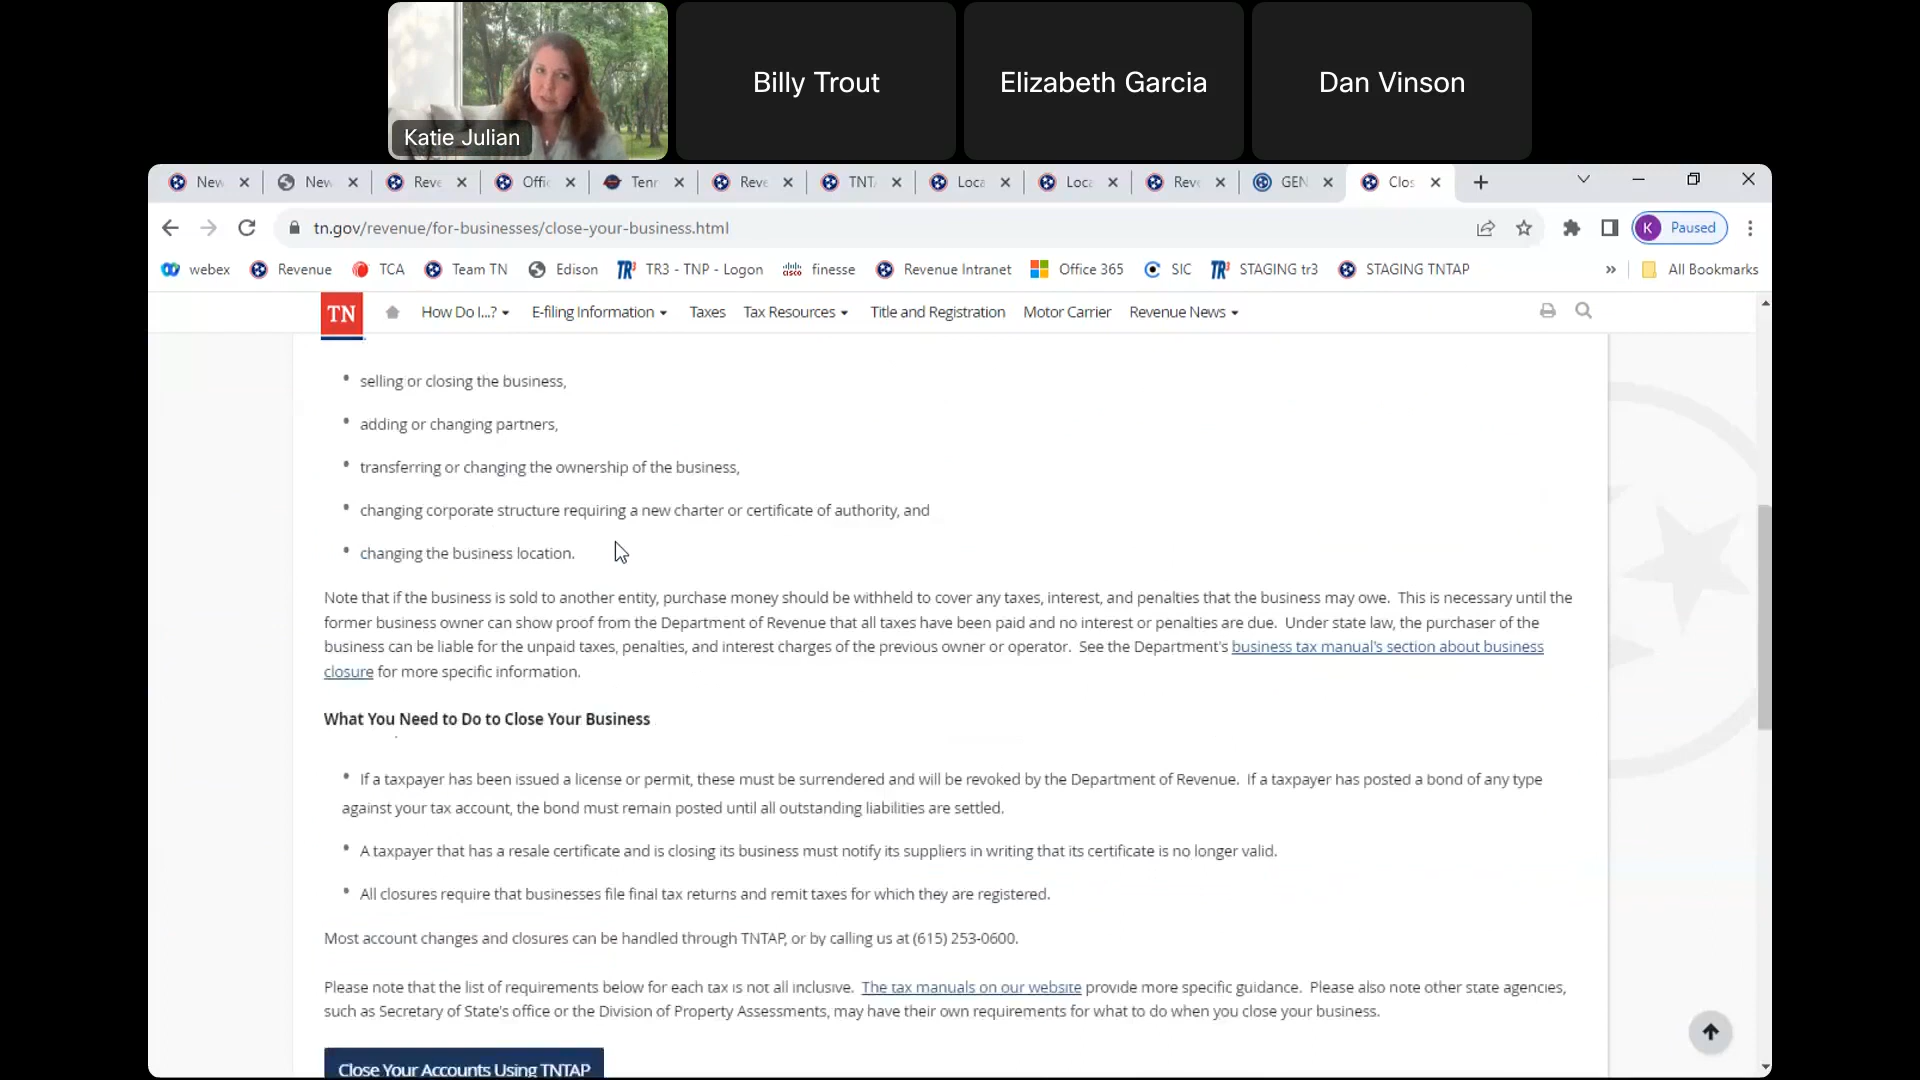 Katie Julian
Billy Trout
Elizabeth Garcia
Dan Vinson
New
New
Reve
Offic
Tenn
Reve
TNTA
Loca
Loca
Reve
GEN
Clos
tn.gov/revenue/for-businesses/close-your-business.html
K Paused
webex Revenue TCA Team TN Edison TR3 - TNP - Logon finesse Revenue Intranet Office 365 SIC STAGING tr3 STAGING TNTAP » All Bookmarks
TN How Do I...? E-filing Information Taxes Tax Resources Title and Registration Motor Carrier Revenue News
• selling or closing the business,
• adding or changing partners,
• transferring or changing the ownership of the business,
• changing corporate structure requiring a new charter or certificate of authority, and
• changing the business location.
Note that if the business is sold to another entity, purchase money should be withheld to cover any taxes, interest, and penalties that the business may owe. This is necessary until the
former business owner can show proof from the Department of Revenue that all taxes have been paid and no interest or penalties are due. Under state law, the purchaser of the
business can be liable for the unpaid taxes, penalties, and interest charges of the previous owner or operator. See the Department's business tax manual's section about business
closure for more specific information.
What You Need to Do to Close Your Business
• If a taxpayer has been issued a license or permit, these must be surrendered and will be revoked by the Department of Revenue. If a taxpayer has posted a bond of any type
against your tax account, the bond must remain posted until all outstanding liabilities are settled.
• A taxpayer that has a resale certificate and is closing its business must notify its suppliers in writing that its certificate is no longer valid.
• All closures require that businesses file final tax returns and remit taxes for which they are registered.
Most account changes and closures can be handled through TNTAP, or by calling us at (615) 253-0600.
Please note that the list of requirements below for each tax is not all inclusive. The tax manuals on our website provide more specific guidance. Please also note other state agencies,
such as Secretary of State's office or the Division of Property Assessments, may have their own requirements for what to do when you close your business.
Close Your Accounts Using TNTAP